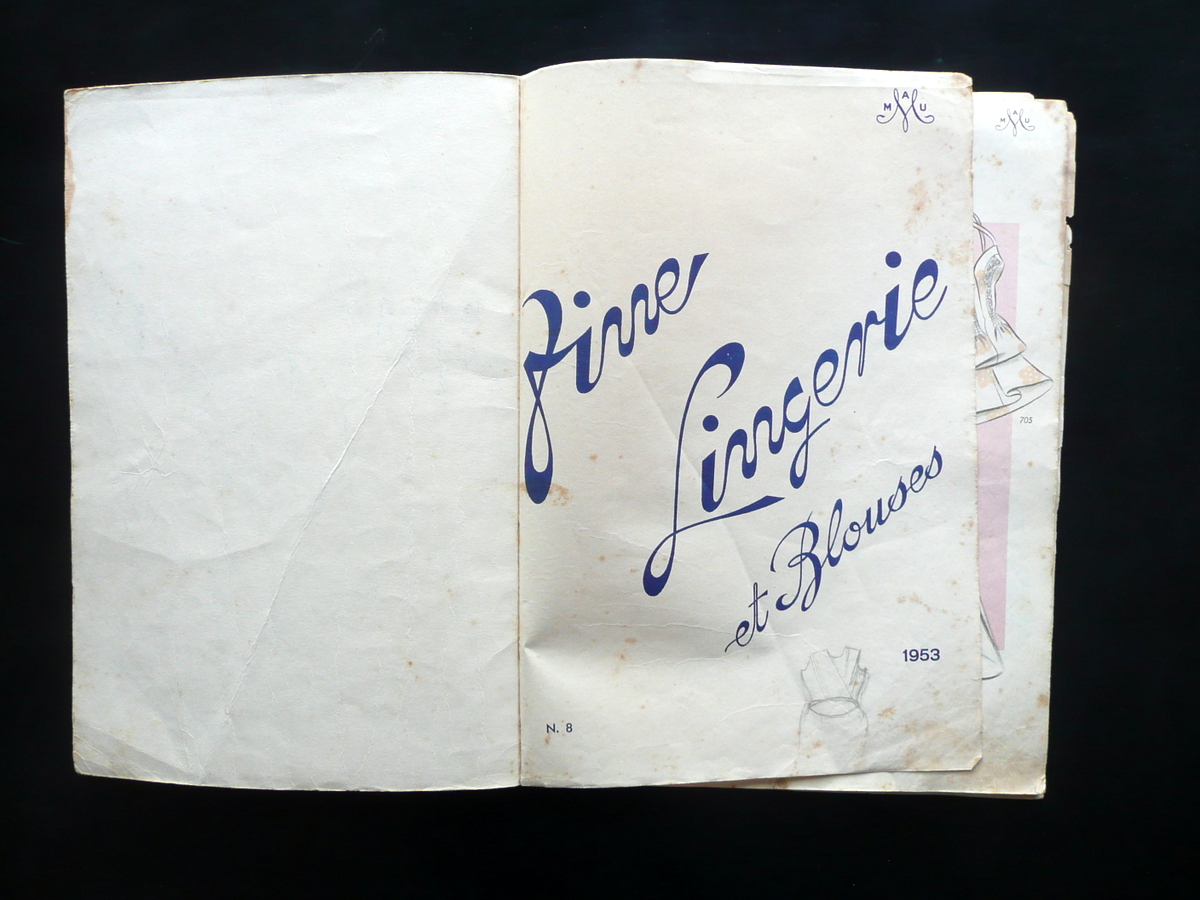 MAU
MAU
Fine
Lingerie
et Blouses
705
1953
N. 8